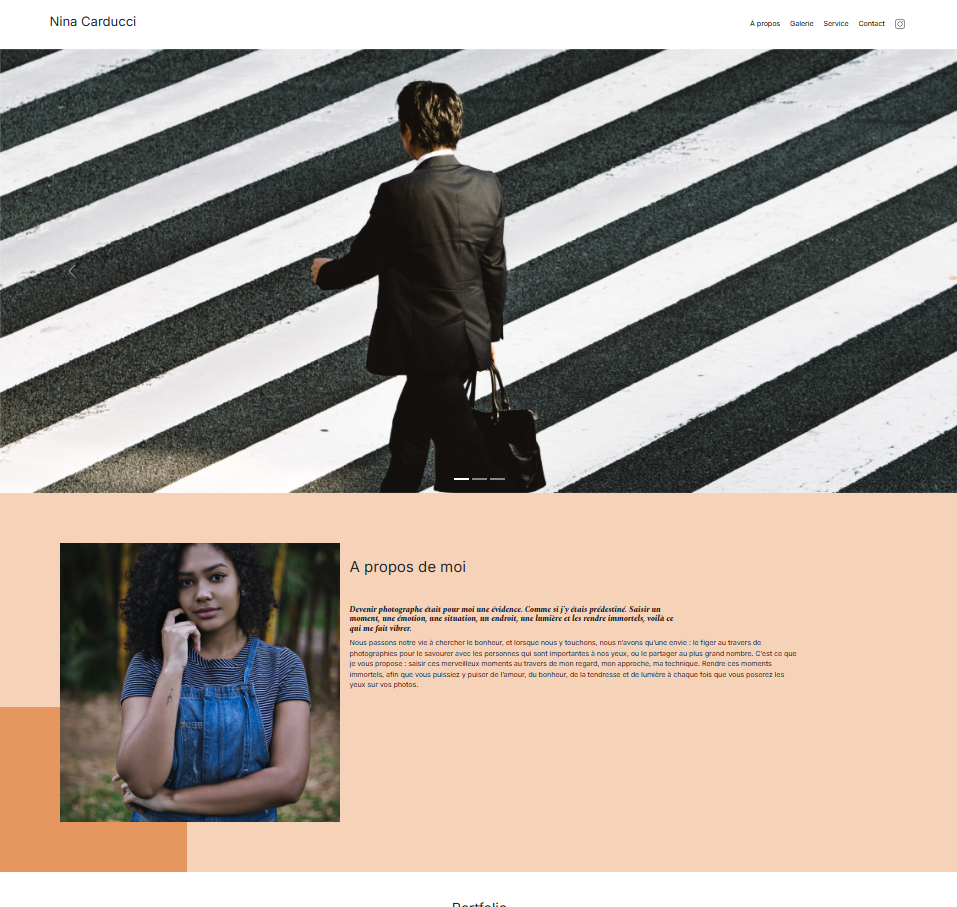 Nina Carducci
À propos Galerie Service Contact
A propos de moi
Devenir photographe était pour moi une évidence. Comme si j'y étais prédestiné. Saisir un
moment, une émotion, une situation, un endroit, une lumière et les rendre immortels, voilà ce
qui me fait vibrer.
Nous passons notre vie à chercher le bonheur, et lorsque nous y touchons, nous n'avons qu'une envie : le figer au travers de
photographies pour le savourer avec les personnes qui sont importantes à nos yeux, ou le partager au plus grand nombre. C'est ce que
je vous propose : saisir ces merveilleux moments au travers de mon regard, mon approche, ma technique. Rendre ces moments
immortels, afin que vous puissiez y puiser de l'amour, du bonheur, de la tendresse et de lumière à chaque fois que vous poserez les
yeux sur vos photos.
Portfolio